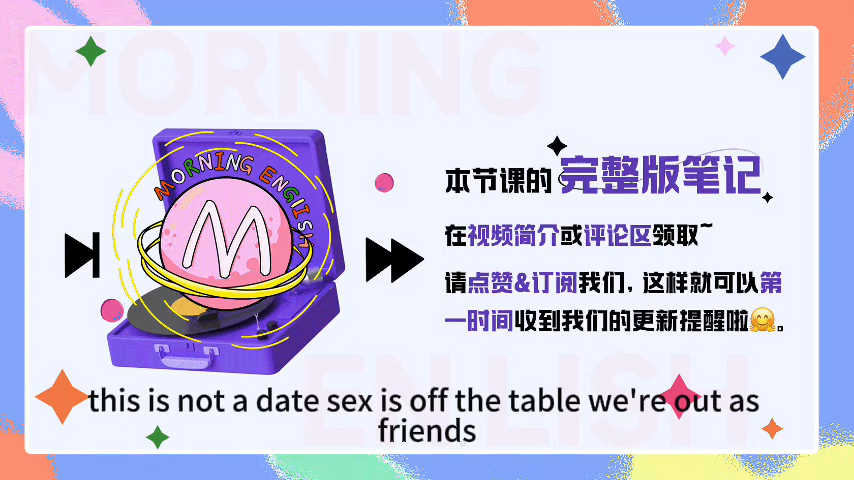 MORNING
MORNING ENGLISH
M
本节课的 完整版笔记
在视频简介或评论区领取~
请点赞&订阅我们，这样就可以第
一时间收到我们的更新提醒啦🤗。
ENGLISH
this is not a date sex is off the table we're out as
friends